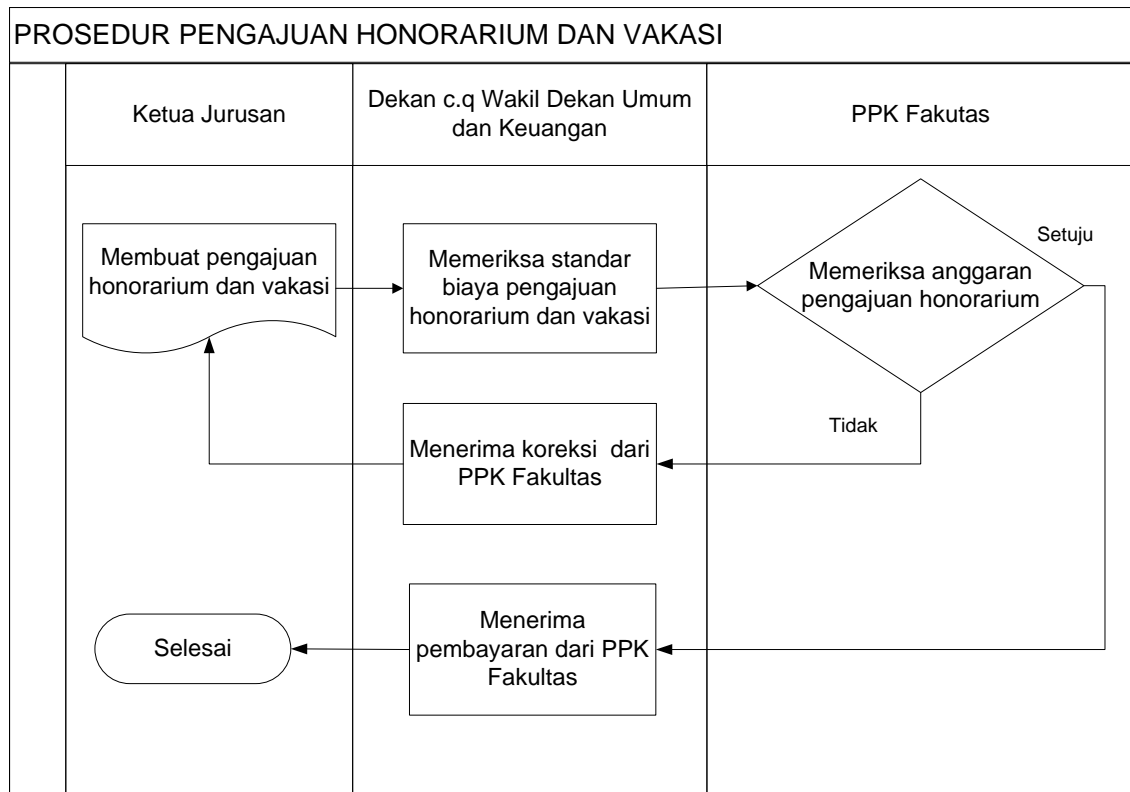 PROSEDUR PENGAJUAN HONORARIUM DAN VAKASI
Ketua Jurusan
Dekan c.q Wakil Dekan Umum
dan Keuangan
PPK Fakutas
Membuat pengajuan
honorarium dan vakasi
Memeriksa standar
biaya pengajuan
honorarium dan vakasi
Memeriksa anggaran
pengajuan honorarium
Setuju
Tidak
Menerima koreksi dari
PPK Fakultas
Menerima
pembayaran dari PPK
Fakultas
Selesai